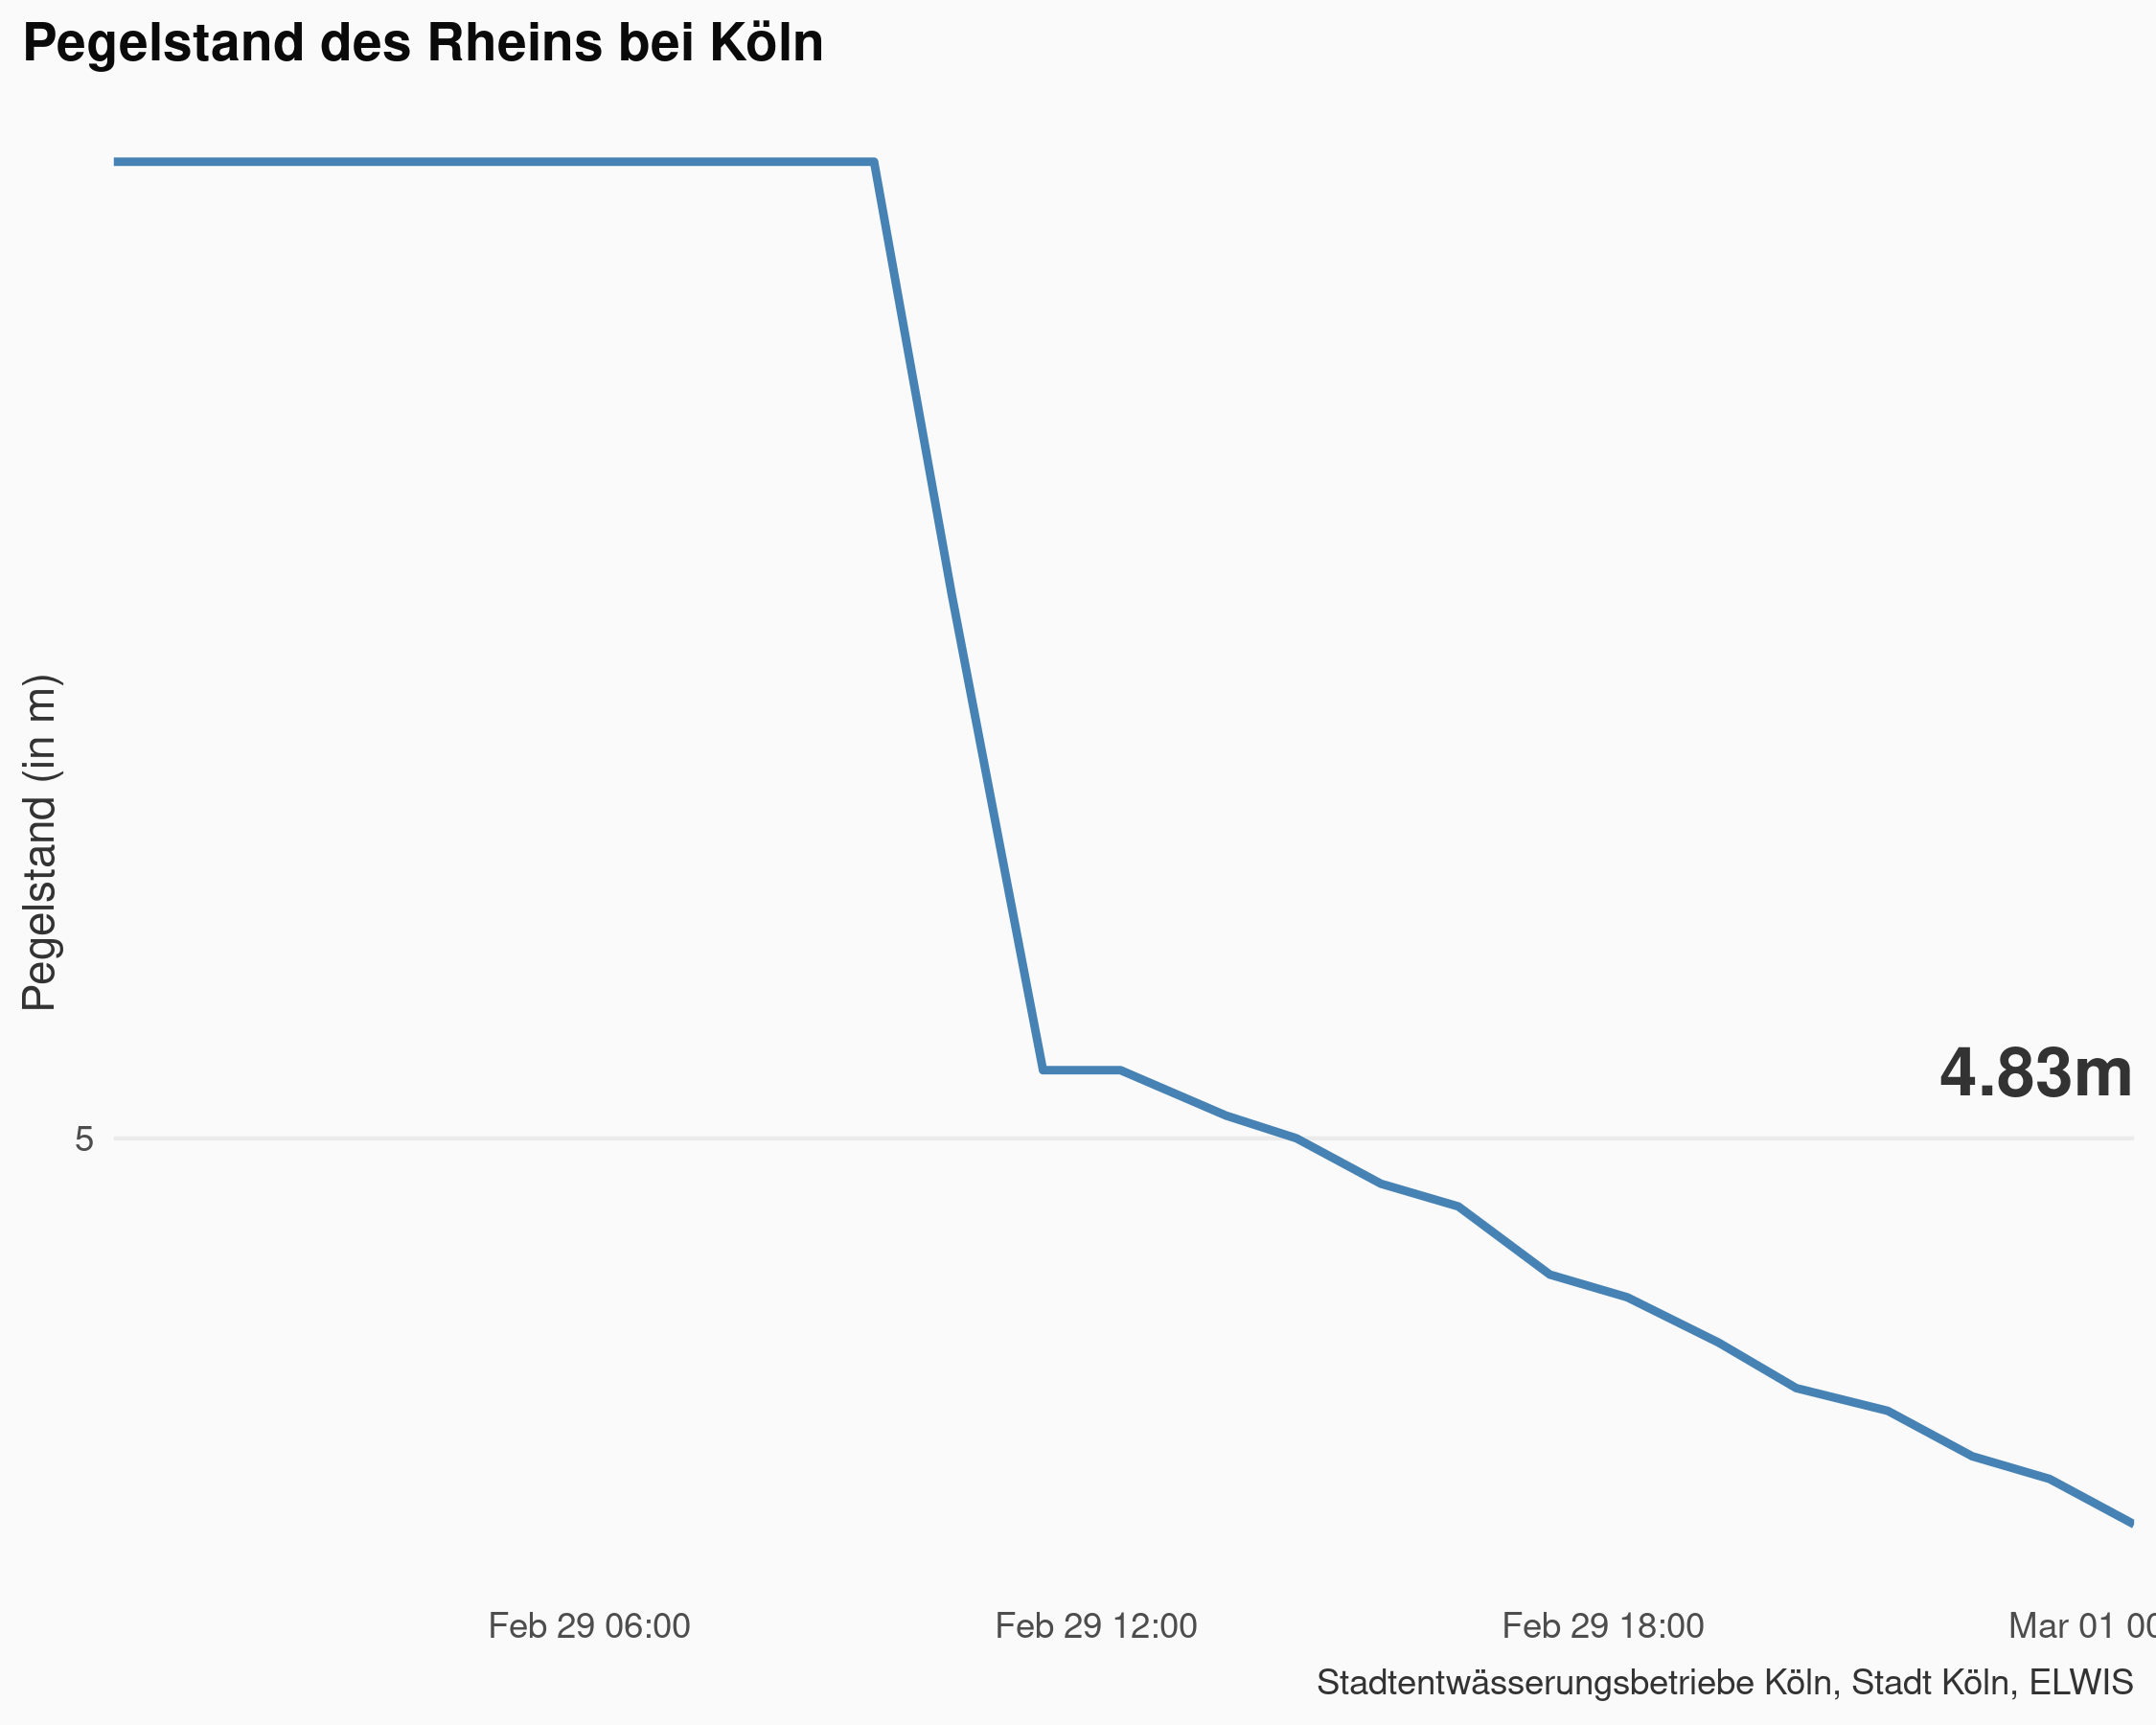 Pegelstand des Rheins bei Köln
Pegelstand (in m)
4.83m
5
Feb 29 06:00
Feb 29 12:00
Feb 29 18:00
Mar 01 00
Stadtentwässerungsbetriebe Köln, Stadt Köln, ELWIS